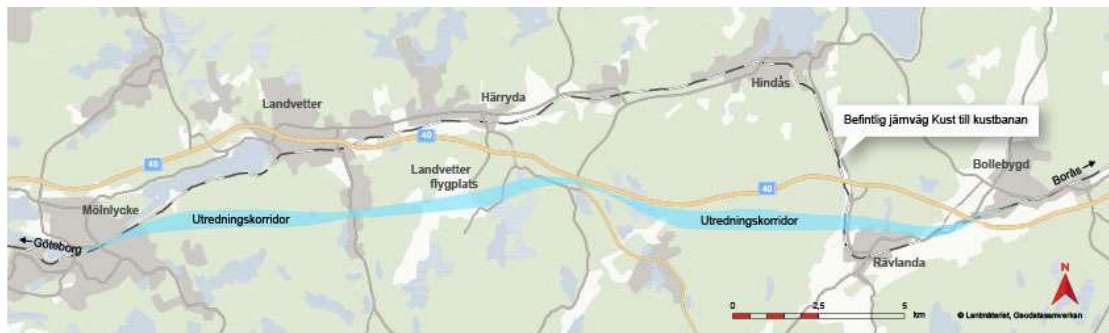 Hindås
Härryda
Landvetter
Befintlig järnväg Kust till kustbanan
40
40
Landvetter
flygplats
Bollebygd
Borås
40
Mölnlycke
Utredningskorridor
Utredningskorridor
Göteborg
Rävlanda
N
0 2,5 5
km
© Lantmäteriet, Geodatasamverkan